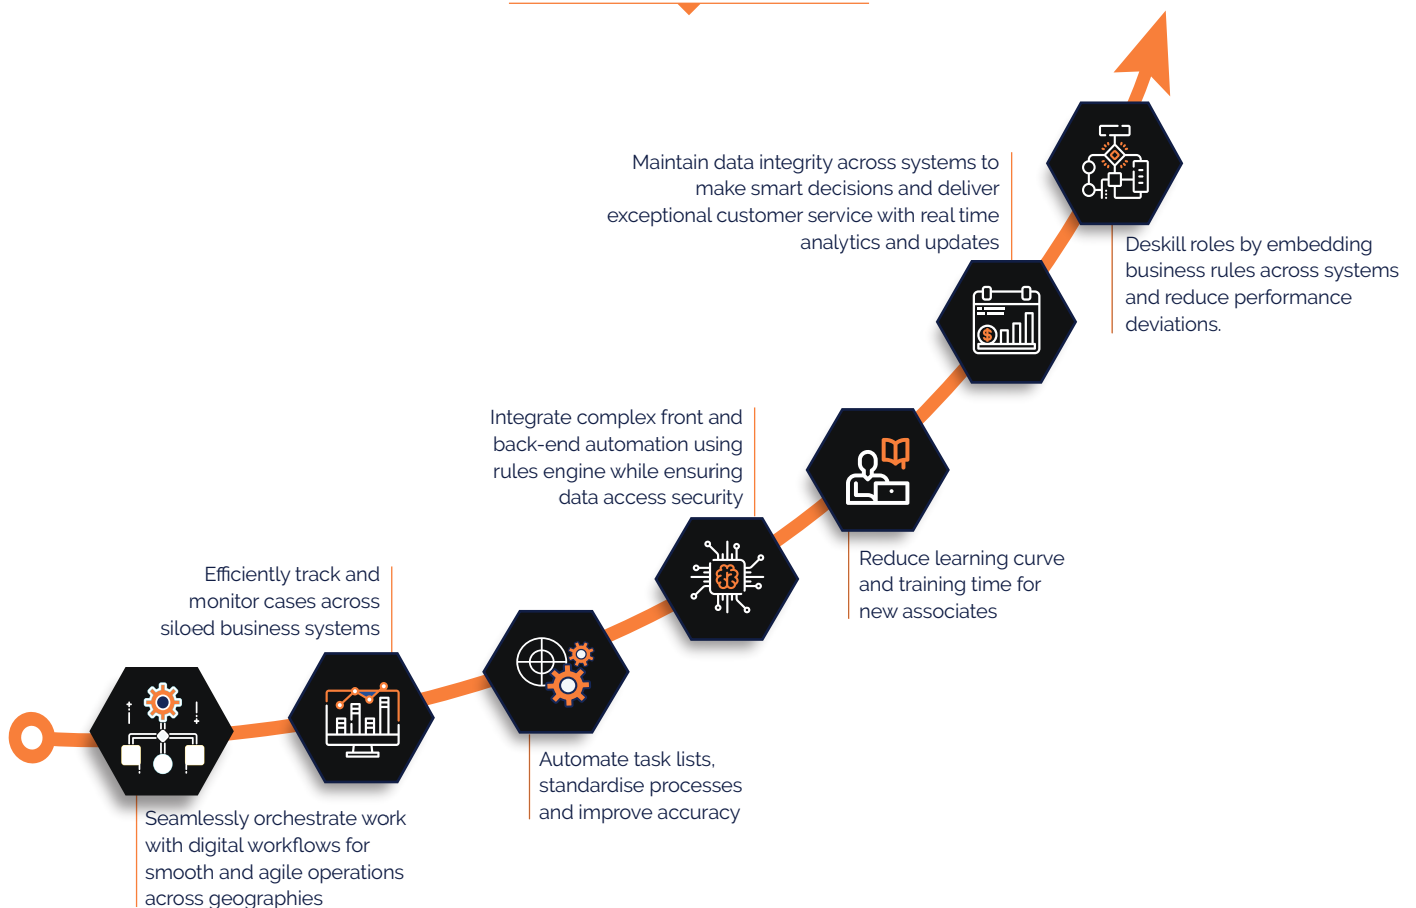 Seamlessly orchestrate work
with digital workflows for
smooth and agile operations
across geographies
Efficiently track and
monitor cases across
siloed business systems
Automate task lists,
standardise processes
and improve accuracy
Integrate complex front and
back-end automation using
rules engine while ensuring
data access security
Reduce learning curve
and training time for
new associates
Maintain data integrity across systems to
make smart decisions and deliver
exceptional customer service with real time
analytics and updates
Deskill roles by embedding
business rules across systems
and reduce performance
deviations.
$